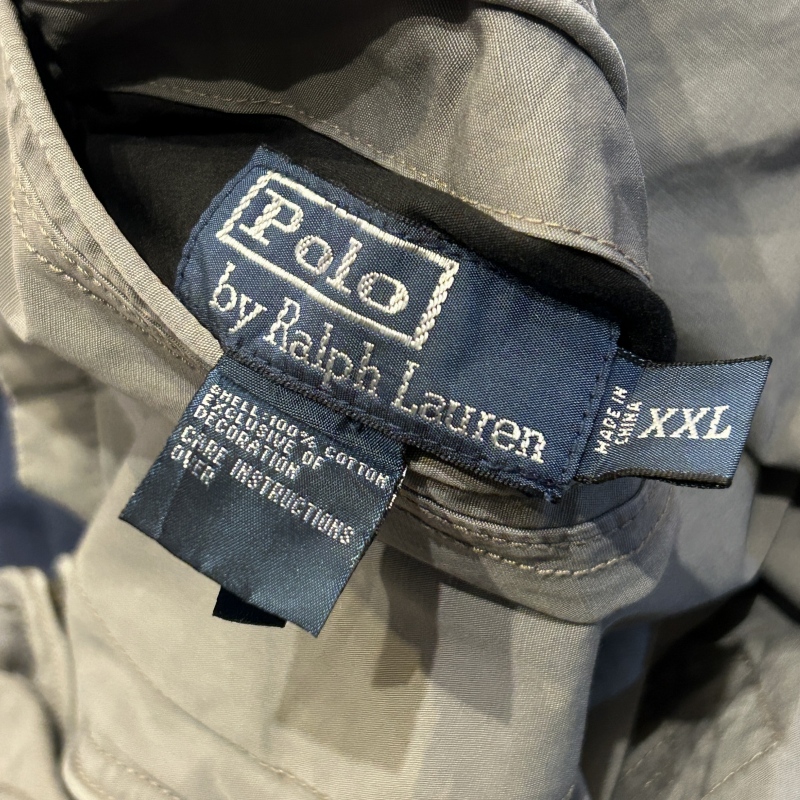 Polo
by Ralph Lauren
MADE IN
CHINA
XXL
SHELL:100% COTTON
EXCLUSIVE OF
DECORATION
CARE INSTRUCTIONS
OVER